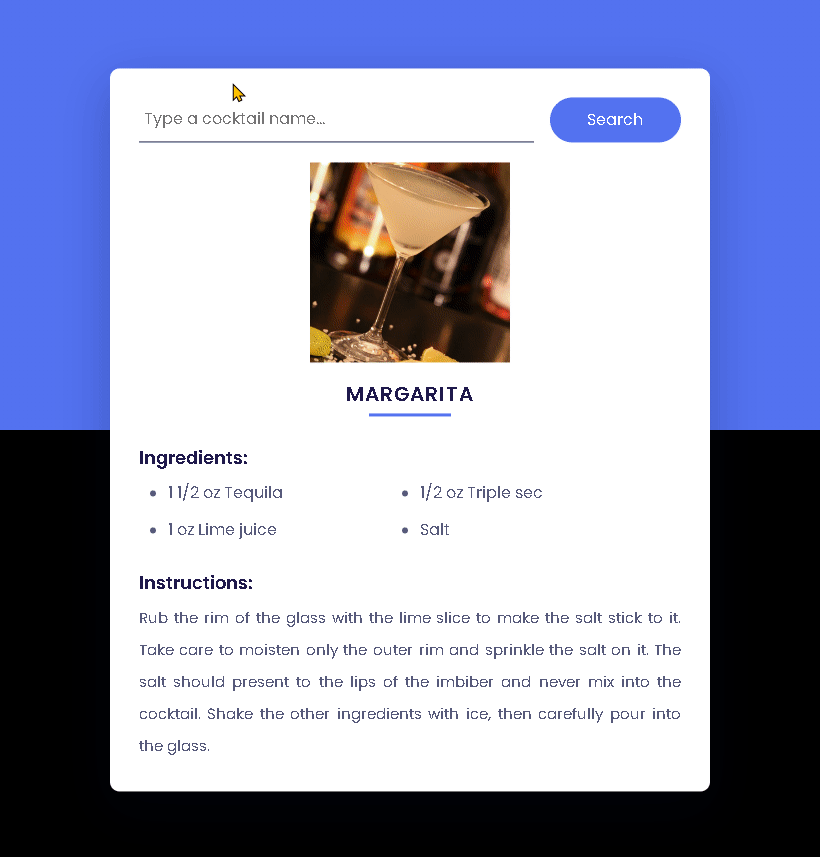 Type a cocktail name...
Search
MARGARITA
Ingredients:
1 1/2 oz Tequila
1/2 oz Triple sec
1 oz Lime juice
Salt
Instructions:
Rub the rim of the glass with the lime slice to make the salt stick to it.
Take care to moisten only the outer rim and sprinkle the salt on it. The
salt should present to the lips of the imbiber and never mix into the
cocktail. Shake the other ingredients with ice, then carefully pour into
the glass.